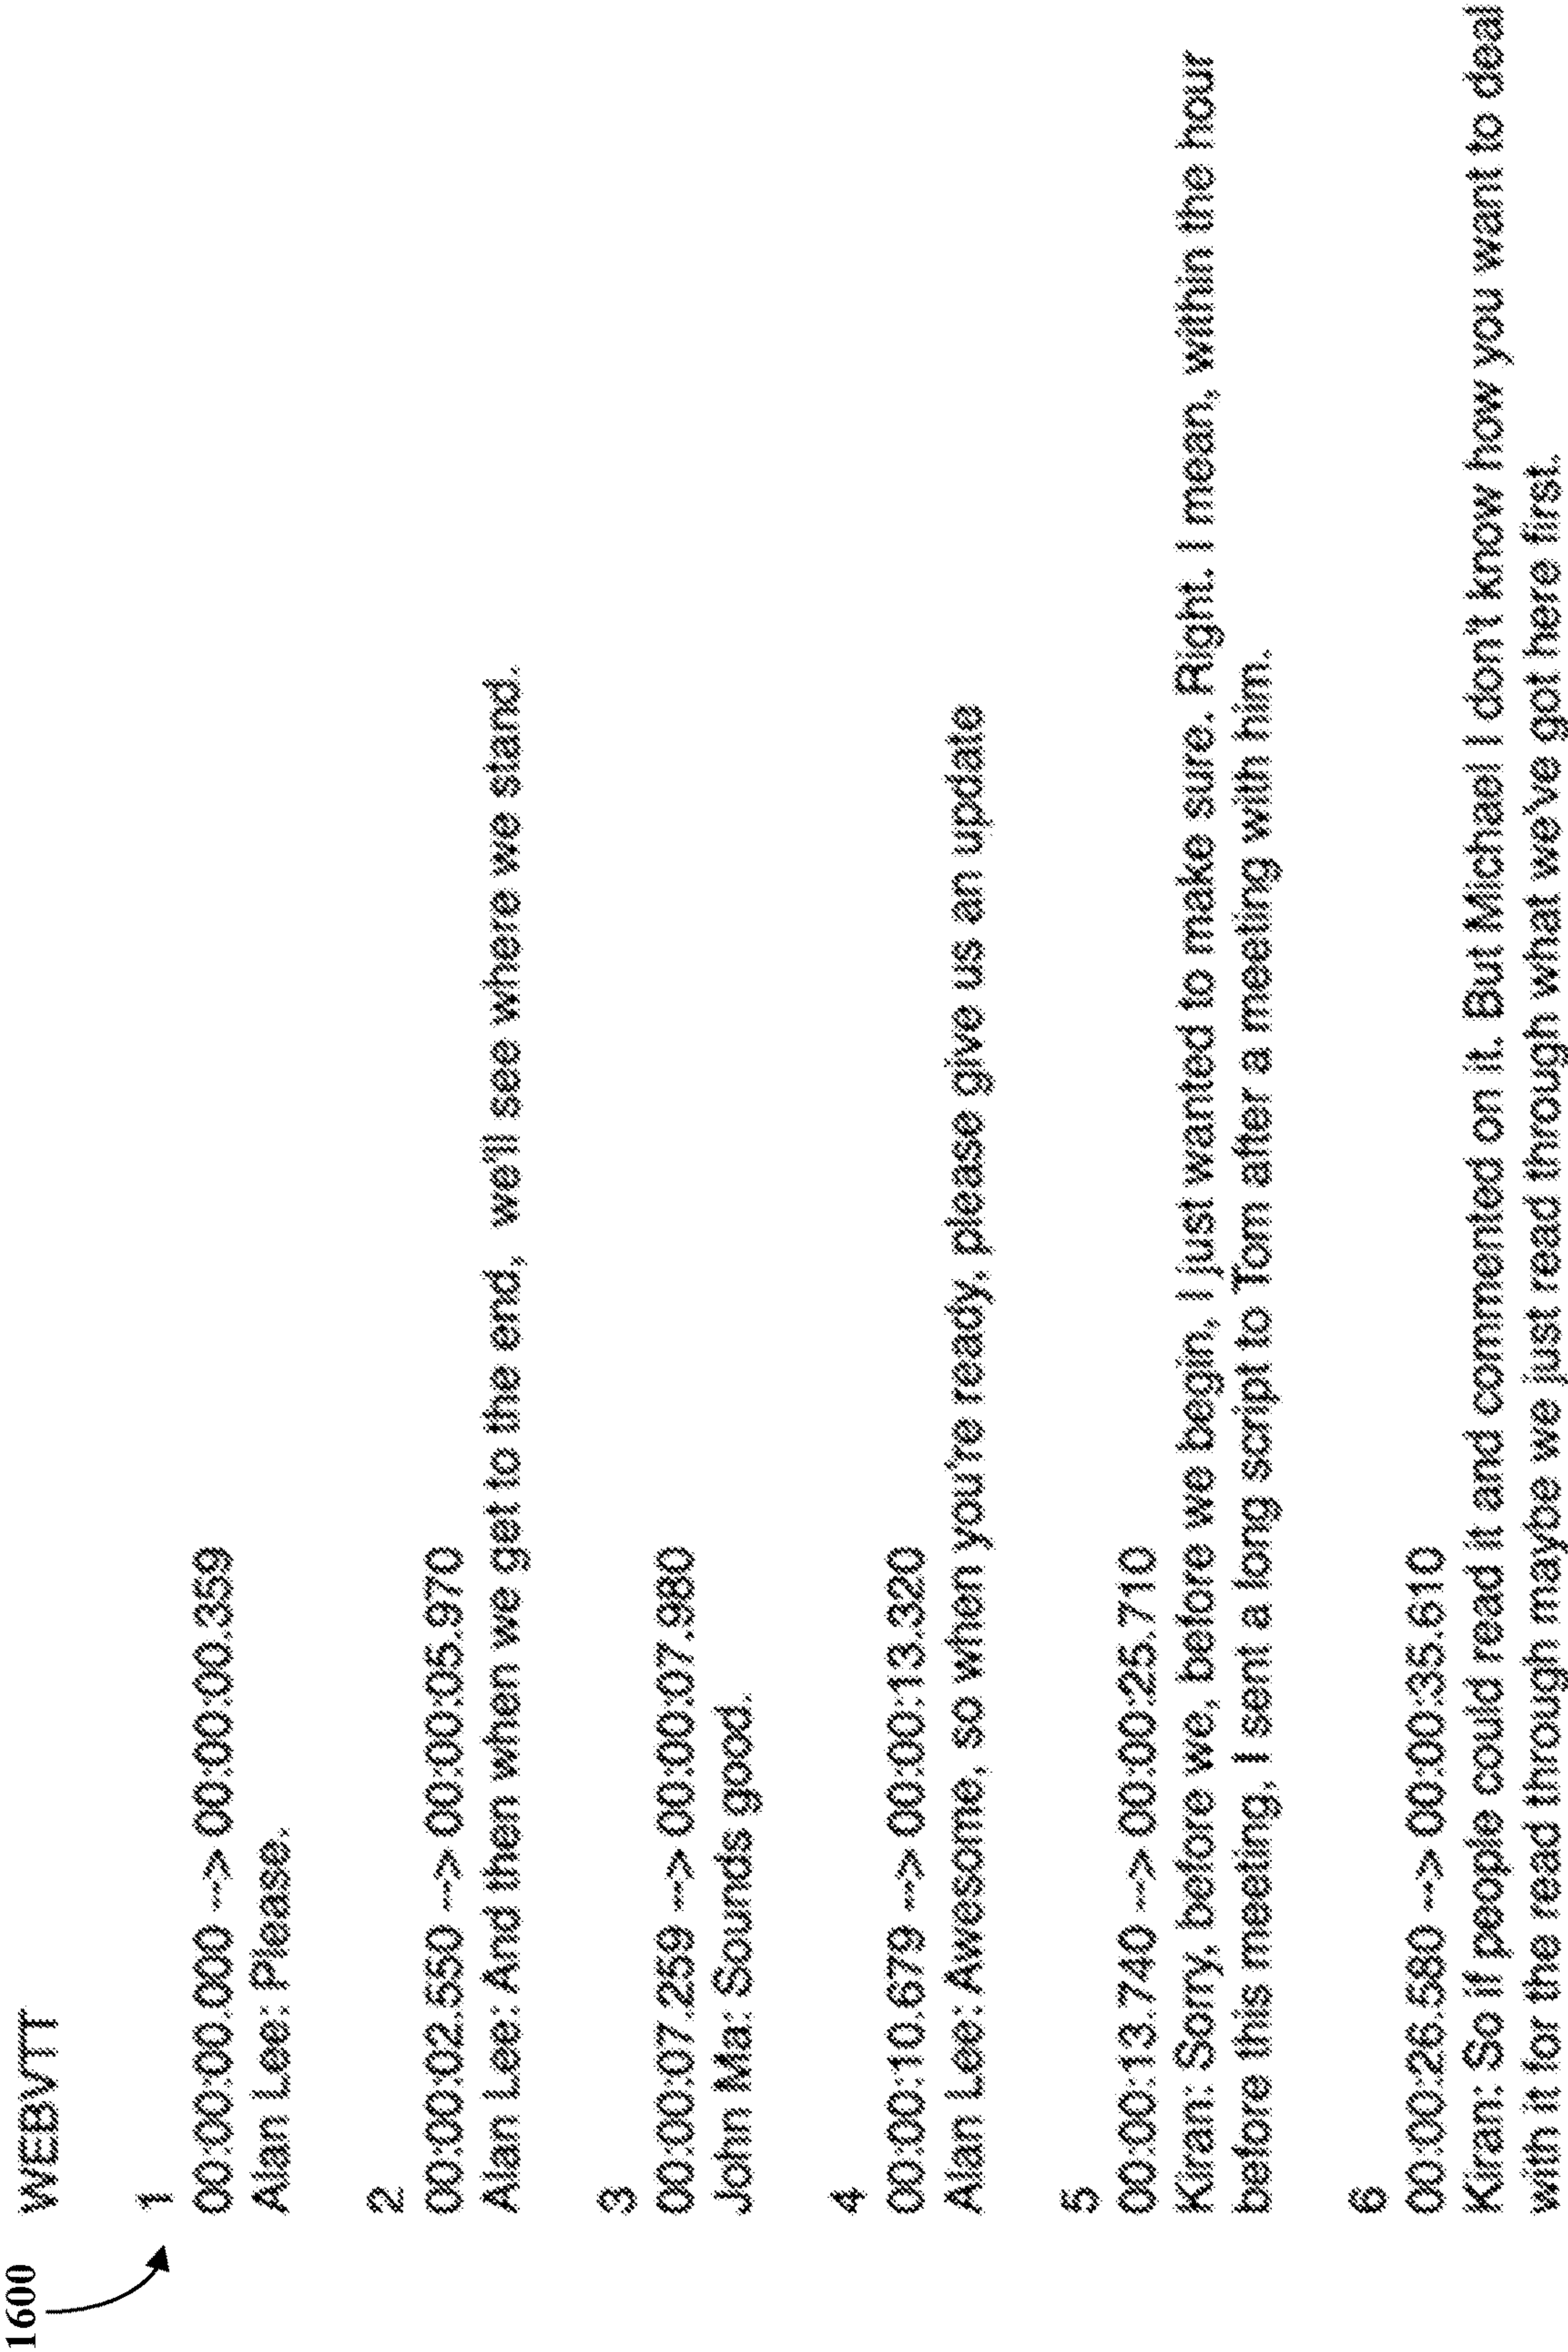 1600
WEBVTT
1
00:00:00.000 --> 00:00:00.359
Alan Lee: Please.
2
00:00:02.550 --> 00:00:05.970
Alan Lee: And then when we get to the end, we'll see where we stand.
3
00:00:07.259 --> 00:00:07.980
John Ma: Sounds good.
4
00:00:10.679 --> 00:00:13.320
Alan Lee: Awesome, so when you're ready, please give us an update
5
00:00:13.740 --> 00:00:25.710
Kiran: Sorry, before we, before we begin, I just wanted to make sure. Right. I mean, within the hour
before this meeting, I sent a long script to Tom after a meeting with him.
6
00:00:26.580 --> 00:00:35.610
Kiran: So if people could read it and commented on it. But Michael I don't know how you want to deal
with it for the read through maybe we just read through what we've got here first.